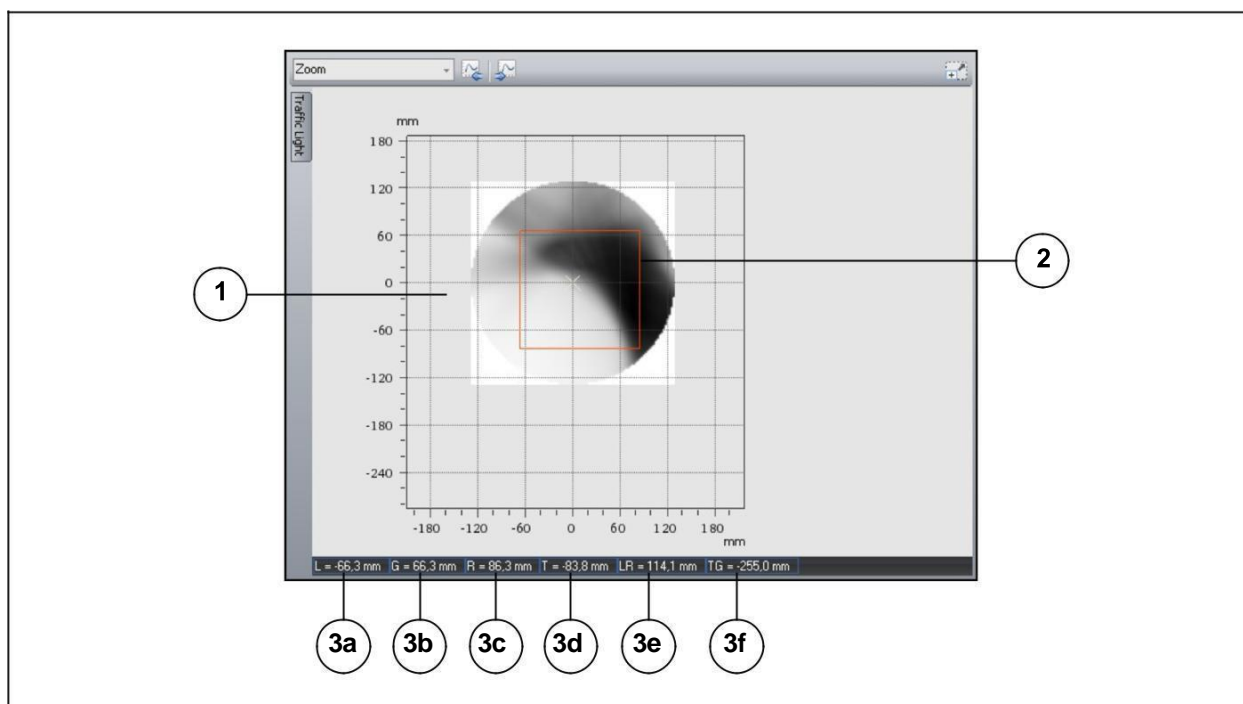 Zoom
Traffic Light
mm
180
120
60
0
-60
-120
-180
-240
-180 -120 -60 0 60 120 180
mm
1
2
L = -66,3 mm G = 66,3 mm R = 86,3 mm T = -83,8 mm LR = 114,1 mm TG = -255,0 mm
3a 3b 3c 3d 3e 3f